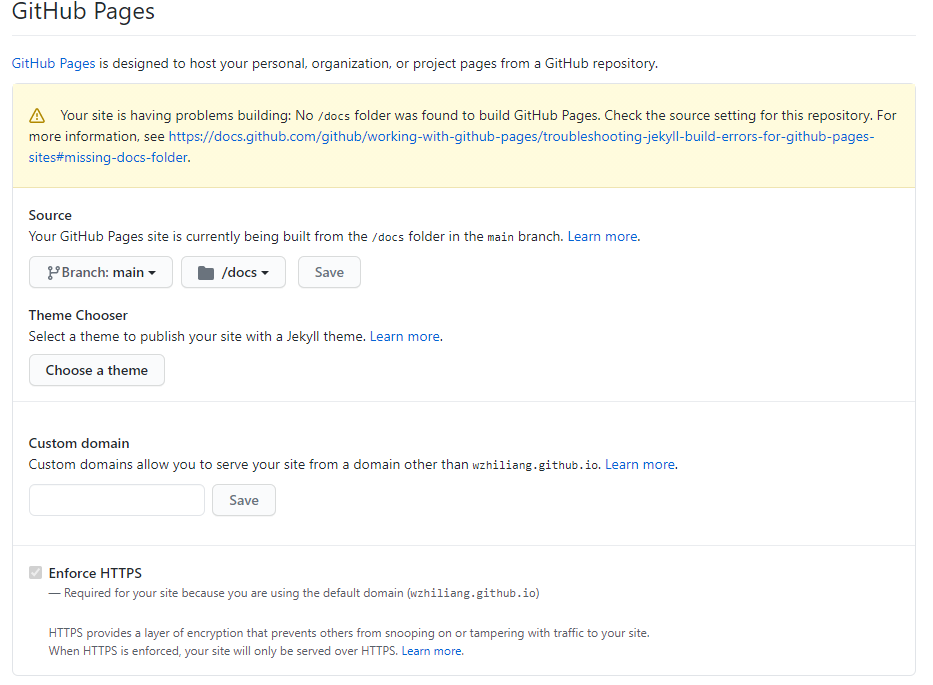 GitHub Pages
GitHub Pages is designed to host your personal, organization, or project pages from a GitHub repository.
Your site is having problems building: No /docs folder was found to build GitHub Pages. Check the source setting for this repository. For
more information, see https://docs.github.com/github/working-with-github-pages/troubleshooting-jekyll-build-errors-for-github-pages-
sites#missing-docs-folder.
Source
Your GitHub Pages site is currently being built from the /docs folder in the main branch. Learn more.
Branch: main /docs Save
Theme Chooser
Select a theme to publish your site with a Jekyll theme. Learn more.
Choose a theme
Custom domain
Custom domains allow you to serve your site from a domain other than wzhiliang.github.io. Learn more.
Save
Enforce HTTPS
— Required for your site because you are using the default domain (wzhiliang.github.io)
HTTPS provides a layer of encryption that prevents others from snooping on or tampering with traffic to your site.
When HTTPS is enforced, your site will only be served over HTTPS. Learn more.